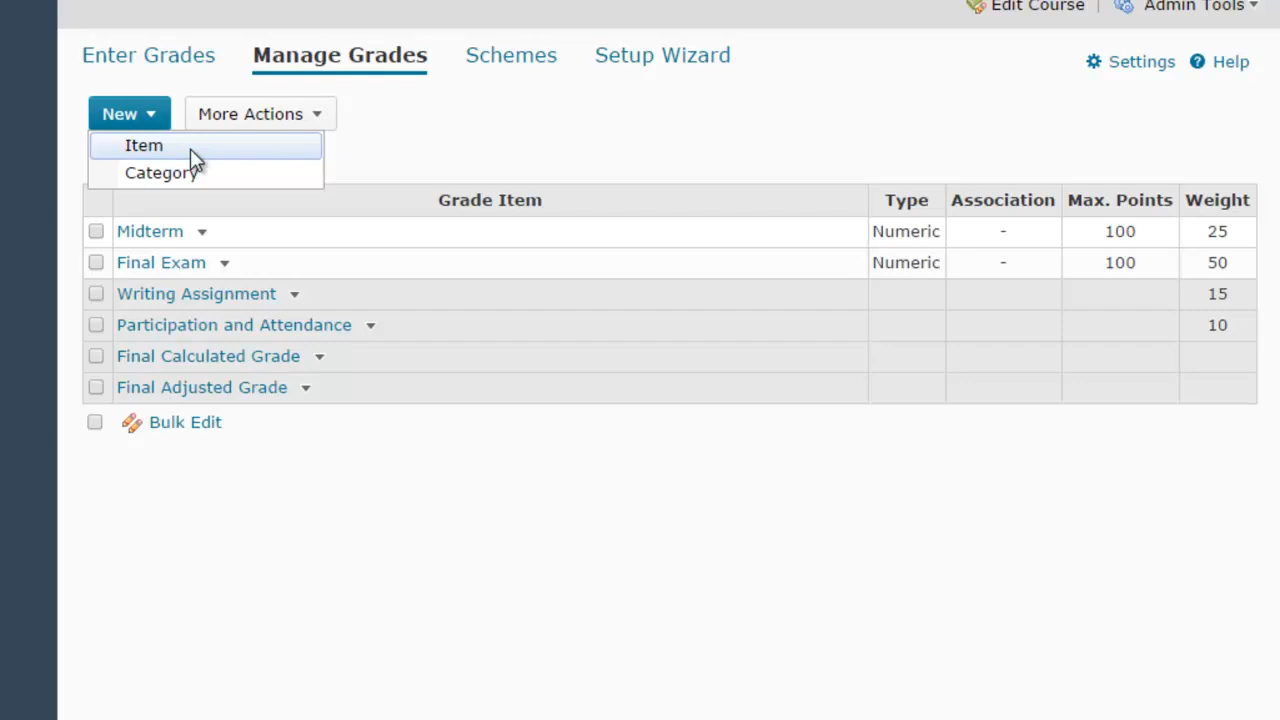 Edit Course | Admin Tools
Enter Grades Manage Grades Schemes Setup Wizard
Settings Help
New More Actions
Item
Category
Grade Item Type Association Max. Points Weight
Midterm Numeric - 100 25
Final Exam Numeric - 100 50
Writing Assignment 15
Participation and Attendance 10
Final Calculated Grade
Final Adjusted Grade
Bulk Edit